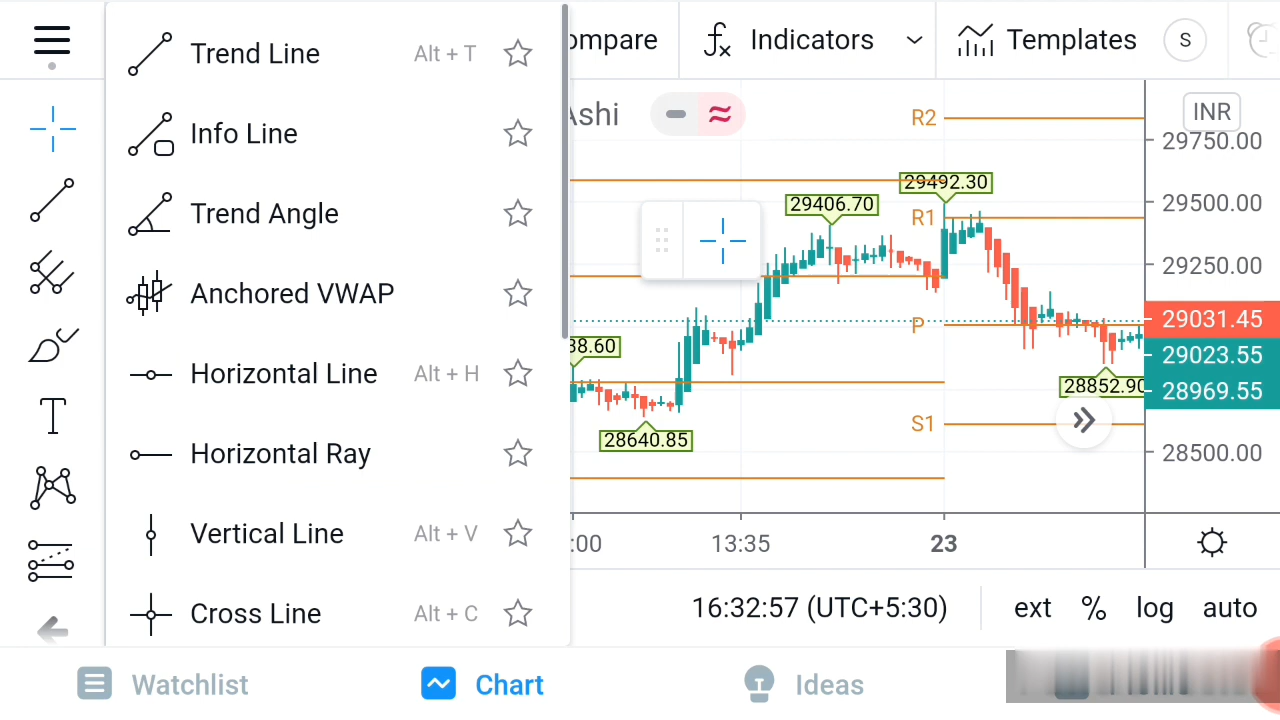 Trend Line Alt + T
Info Line
Trend Angle
Anchored VWAP
Horizontal Line Alt + H
Horizontal Ray
Vertical Line Alt + V
Cross Line Alt + C
Indicators
Templates
S
Ashi
INR
R2
29750.00
29492.30
29406.70
29500.00
R1
29250.00
P
29031.45
38.60
29023.55
28852.90
28969.55
S1
28640.85
28500.00
:00
13:35
23
16:32:57 (UTC+5:30)
ext
%
log
auto
Watchlist
Chart
Ideas